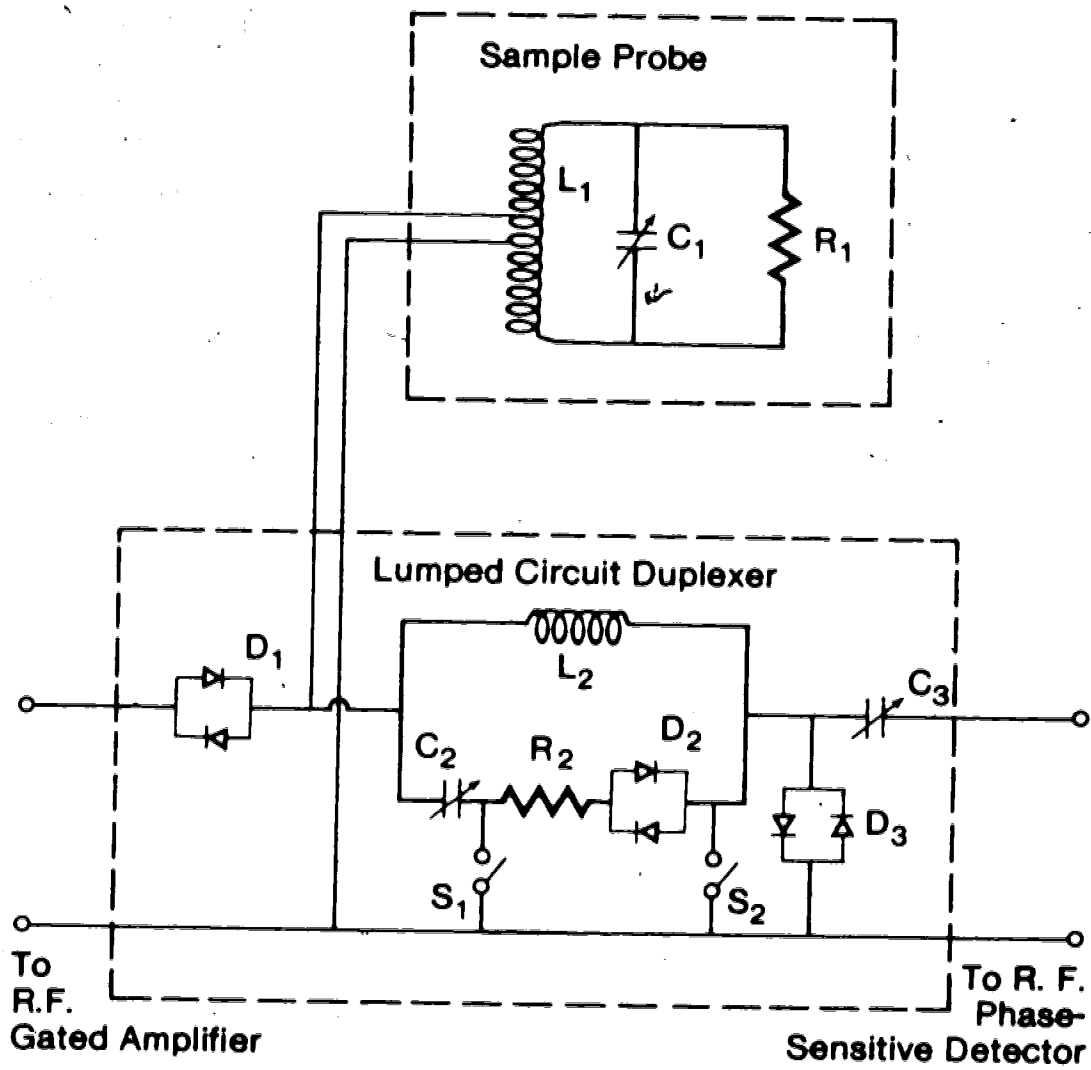 Sample Probe
L1
C1
R1
Lumped Circuit Duplexer
D1
L2
C3
C2
R2
D2
D3
S1
S2
To
R.F.
Gated Amplifier
To R. F.
Phase-
Sensitive Detector